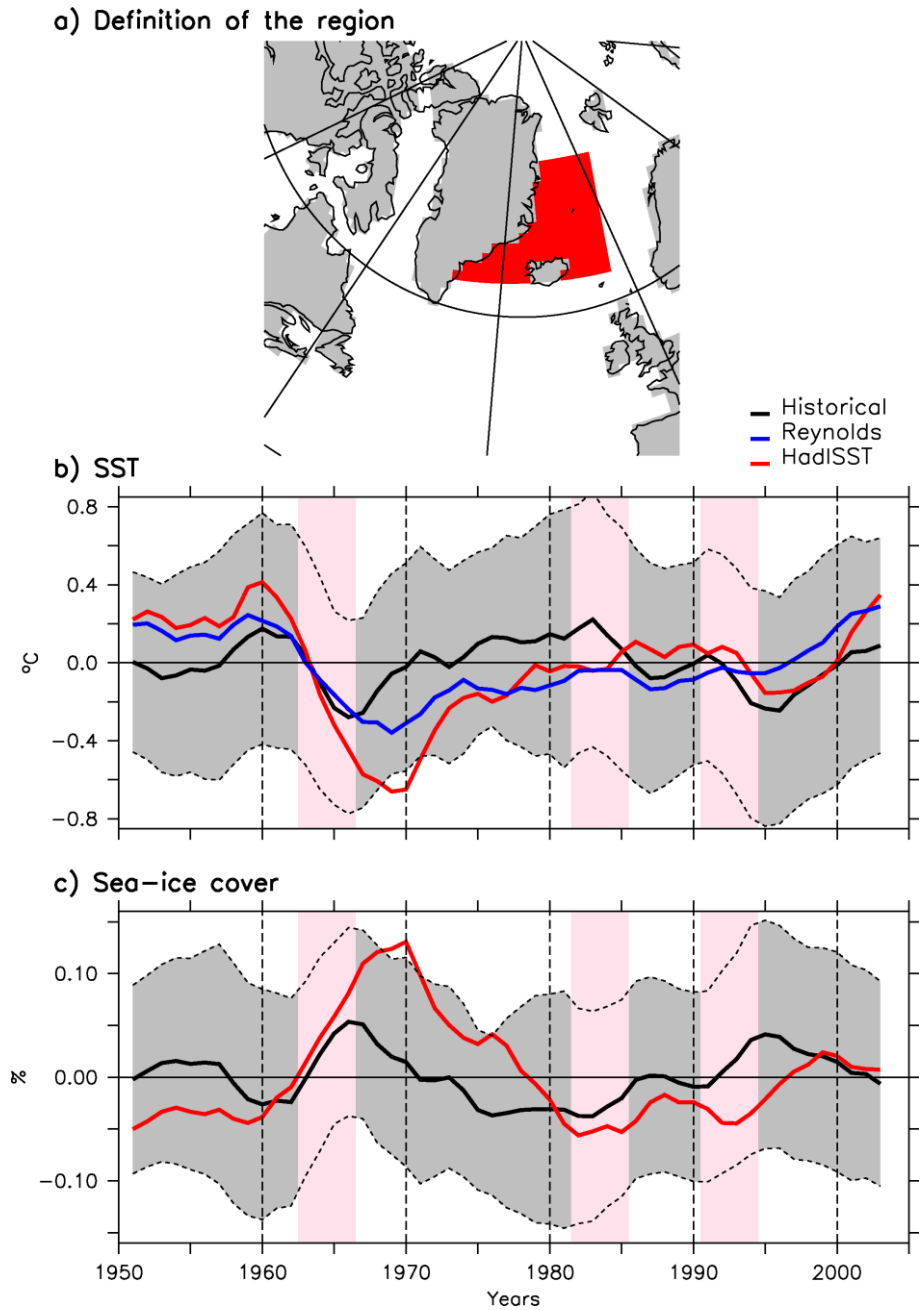 a) Definition of the region
Historical
Reynolds
HadISST
b) SST
0.8
0.4
0.0
−0.4
−0.8
°C
c) Sea−ice cover
0.10
0.00
−0.10
%
1950 1960 1970 1980 1990 2000
Years